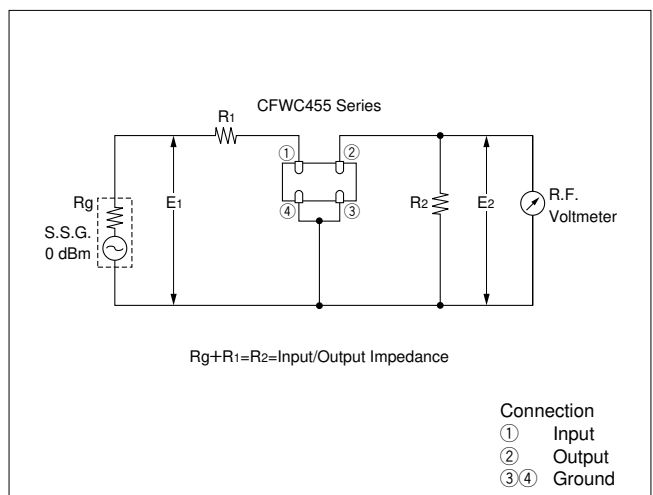 CFWC455 Series
R1
① ②
Rg
E1
R2
E2
R.F.
Voltmeter
S.S.G.
0 dBm
④ ③
Rg+R1=R2=Input/Output Impedance
Connection
① Input
② Output
③④ Ground